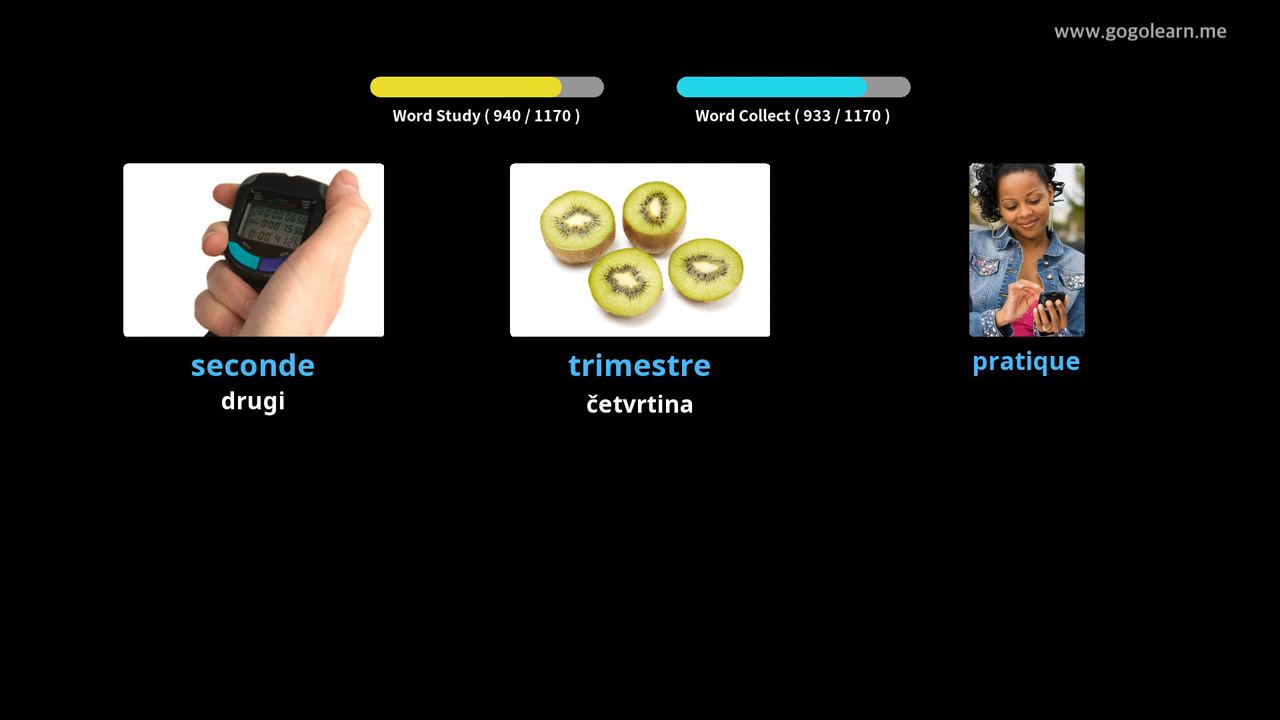 www.gogolearn.me
Word Study ( 940 / 1170 )
Word Collect ( 933 / 1170 )
seconde
drugi
trimestre
četvrtina
pratique